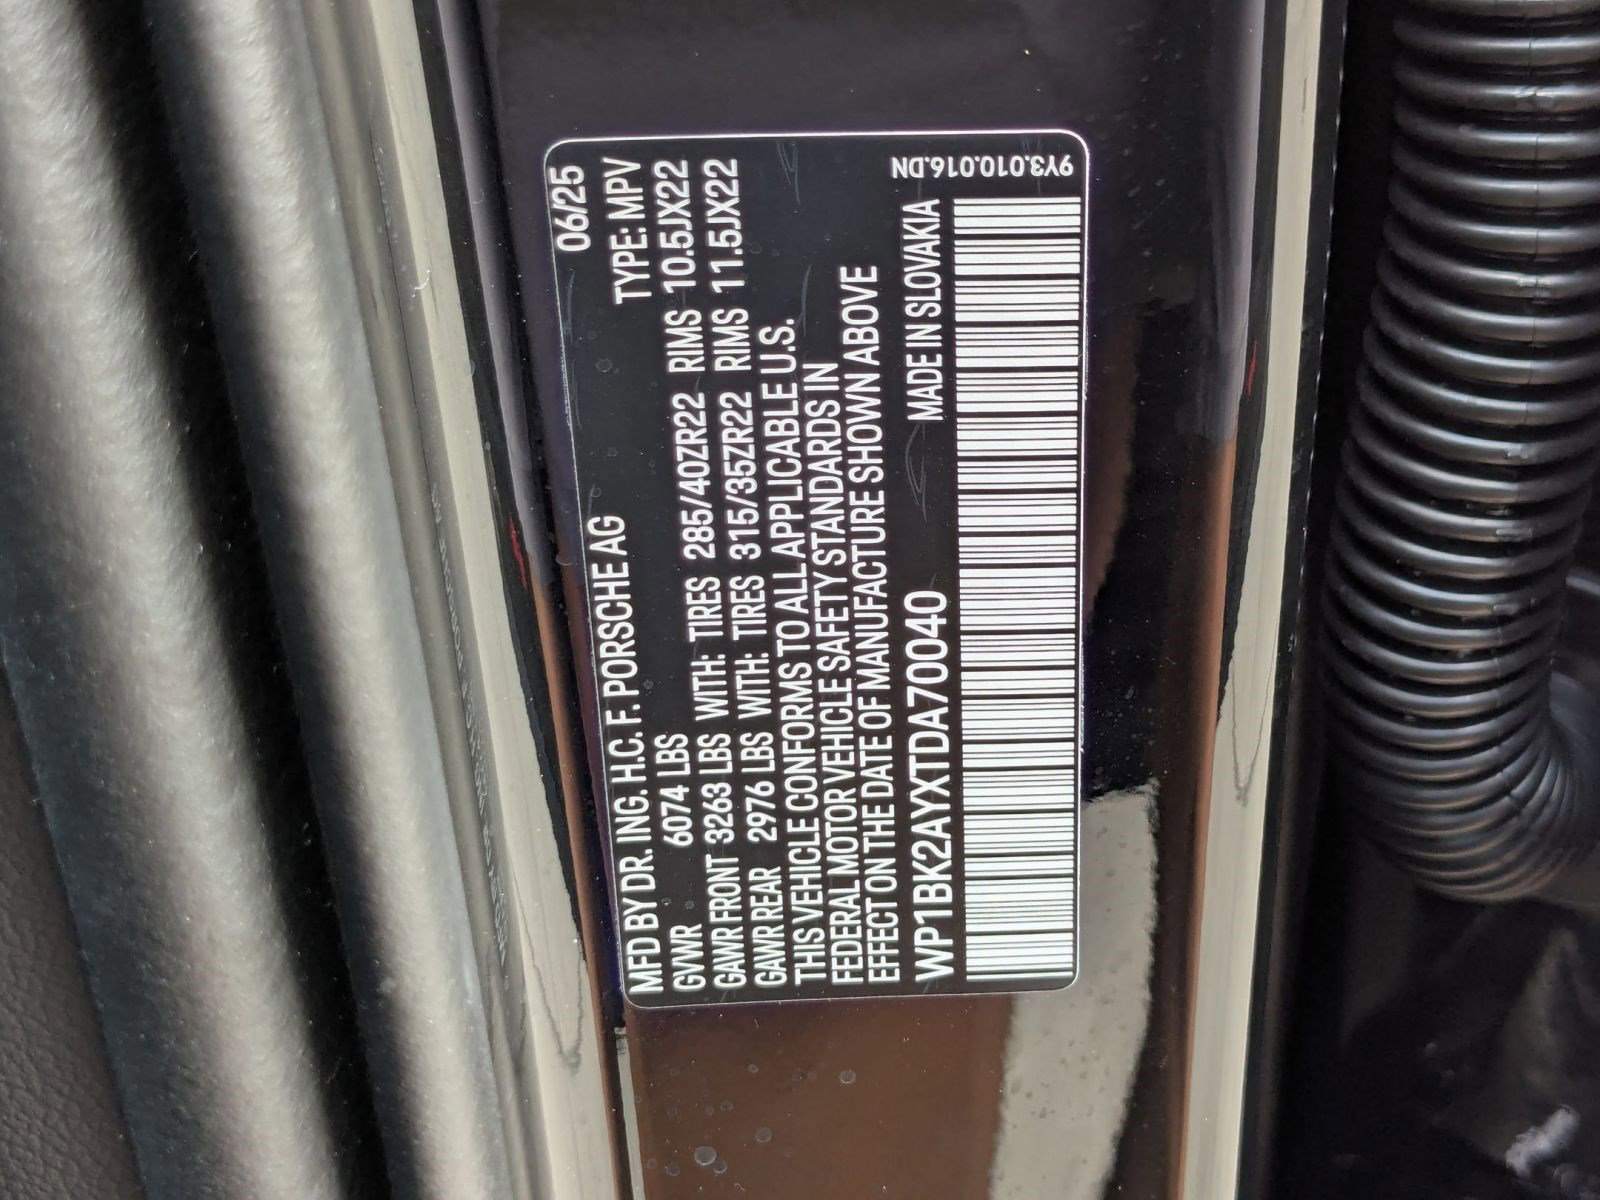 06/25
MFD BY DR. ING. H.C. F. PORSCHE AG
GVWR 6074 LBS TYPE: MPV
GAWR FRONT 3263 LBS WITH: TIRES 285/40ZR22 RIMS 10.5JX22
GAWR REAR 2976 LBS WITH: TIRES 315/35ZR22 RIMS 11.5JX22
THIS VEHICLE CONFORMS TO ALL APPLICABLE U.S.
FEDERAL MOTOR VEHICLE SAFETY STANDARDS IN
EFFECT ON THE DATE OF MANUFACTURE SHOWN ABOVE
WP1BK2AYXTDA70040 MADE IN SLOVAKIA
9Y3.010.016.DN